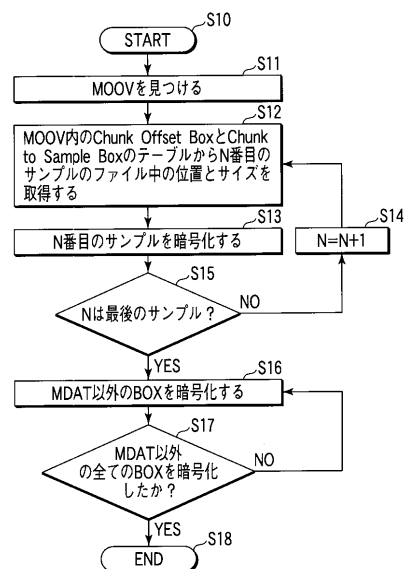 S10
START
S11
MOOVを見つける
S12
MOOV内のChunk Offset BoxとChunk
to Sample BoxのテーブルからN番目の
サンプルのファイル中の位置とサイズを
取得する
S13
N番目のサンプルを暗号化する
S14
N=N+1
S15
Nは最後のサンプル？
NO
YES
S16
MDAT以外のBOXを暗号化する
S17
MDAT以外
の全てのBOXを暗号化
したか？
NO
YES
S18
END